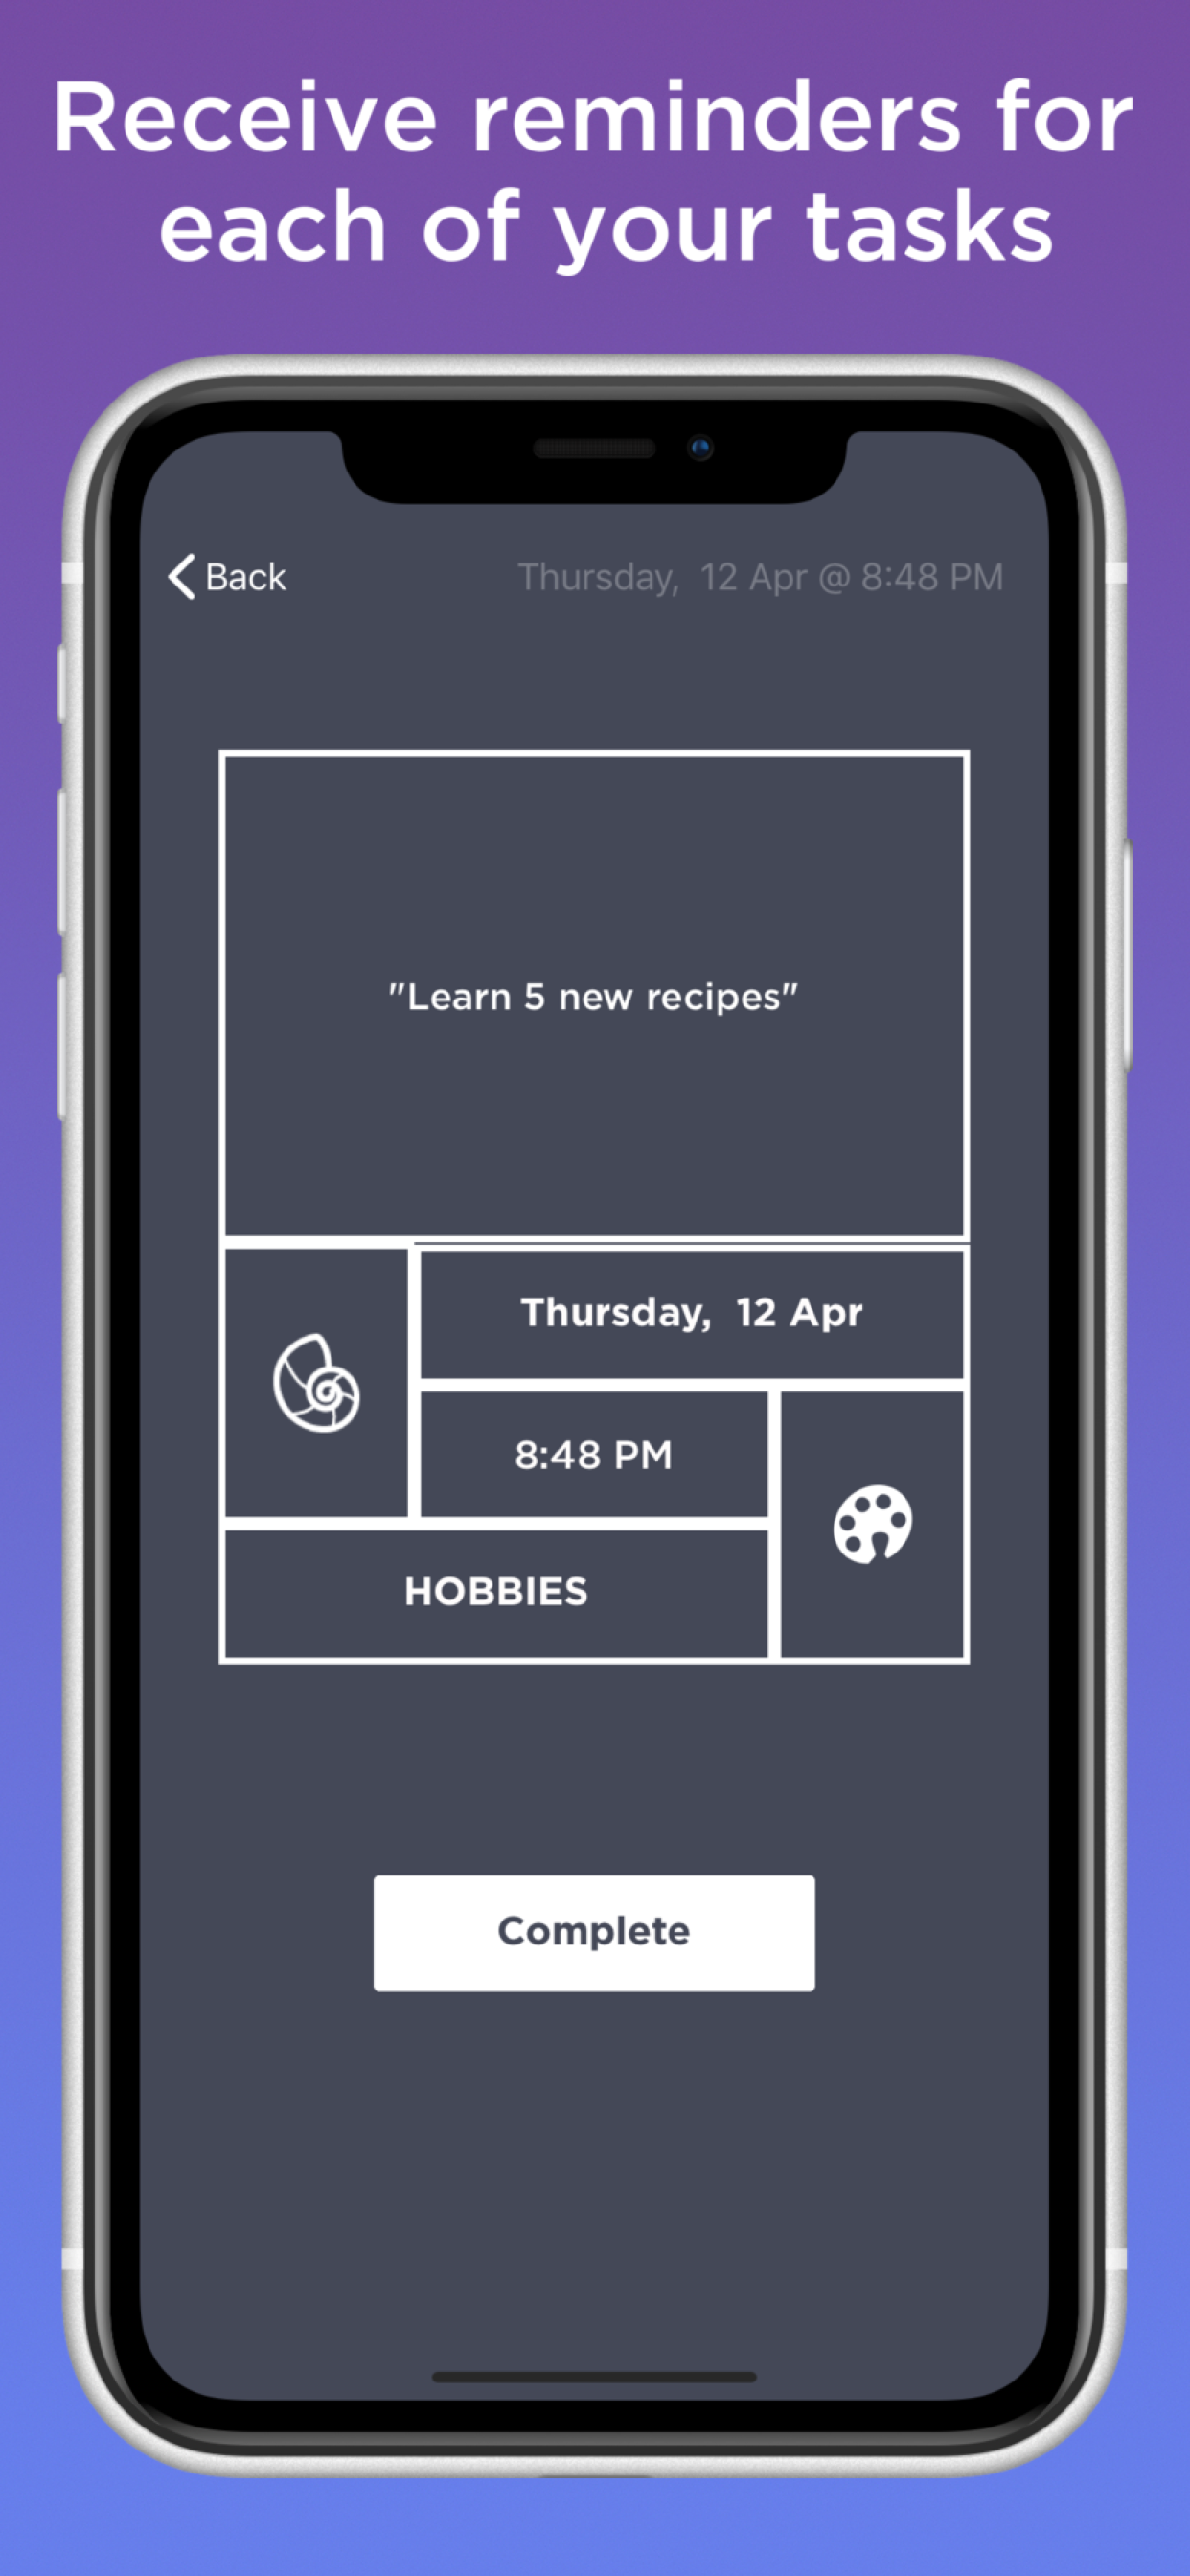 Receive reminders for
each of your tasks
Back
Thursday,  12 Apr @ 8:48 PM
"Learn 5 new recipes"
Thursday,  12 Apr
8:48 PM
HOBBIES
Complete